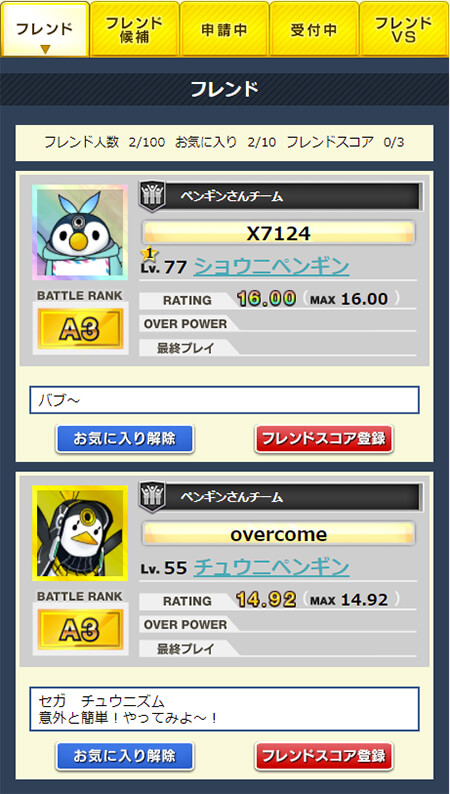 フレンド
フレンド候補
申請中
受付中
フレンドVS
フレンド
フレンド人数 2/100 お気に入り 2/10 フレンドスコア 0/3
ペンギンさんチーム
X7124
1
Lv. 77 ショウニペンギン
BATTLE RANK
A3
RATING 16.00 ( MAX 16.00 )
OVER POWER
最終プレイ
バブ～
お気に入り解除 フレンドスコア登録
ペンギンさんチーム
overcome
Lv. 55 チュウニペンギン
BATTLE RANK
A3
RATING 14.92 ( MAX 14.92 )
OVER POWER
最終プレイ
セガ チュウニズム
意外と簡単！やってみよ～！
お気に入り解除 フレンドスコア登録